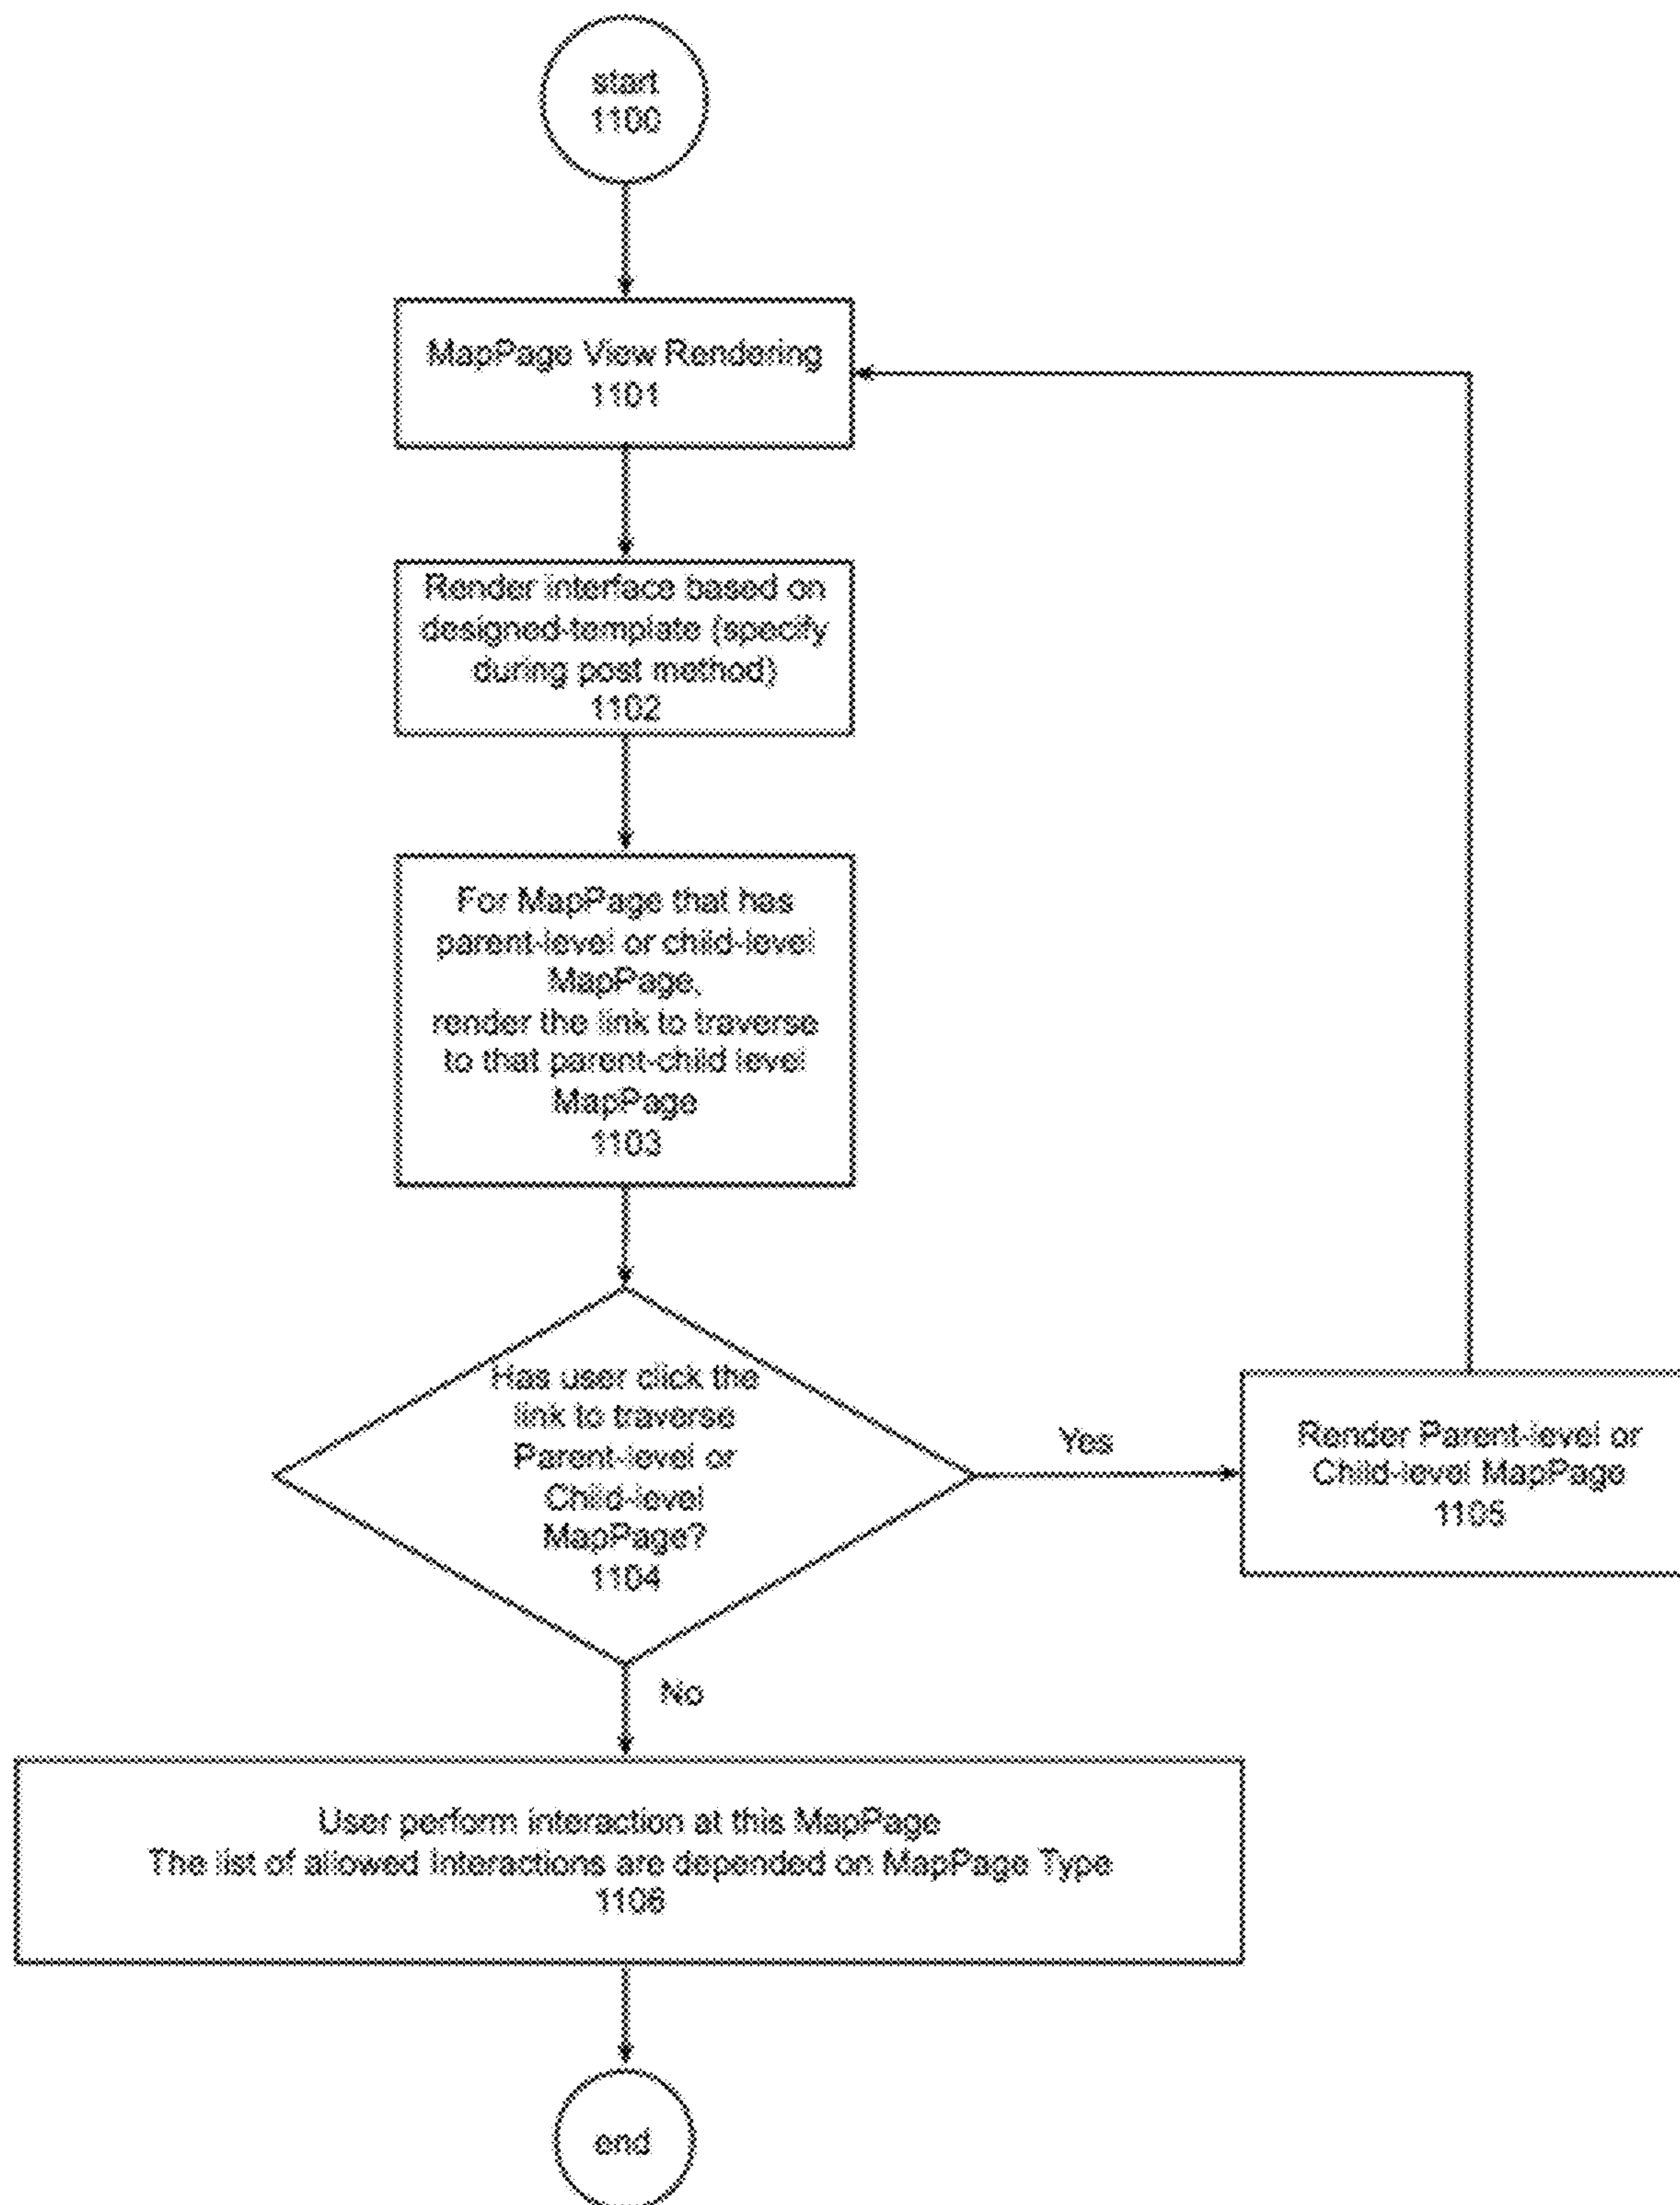 start
1100
MapPage View Rendering
1101
Render interface based on
designed-template (specify
during post method)
1102
For MapPage that has
parent-level or child-level
MapPage,
render the link to traverse
to that parent-child level
MapPage
1103
Has user click the
link to traverse
Parent-level or
Child-level
MapPage?
1104
Yes
Render Parent-level or
Child-level MapPage
1105
No
User perform interaction at this MapPage
The list of allowed Interactions are depended on MapPage Type
1106
end